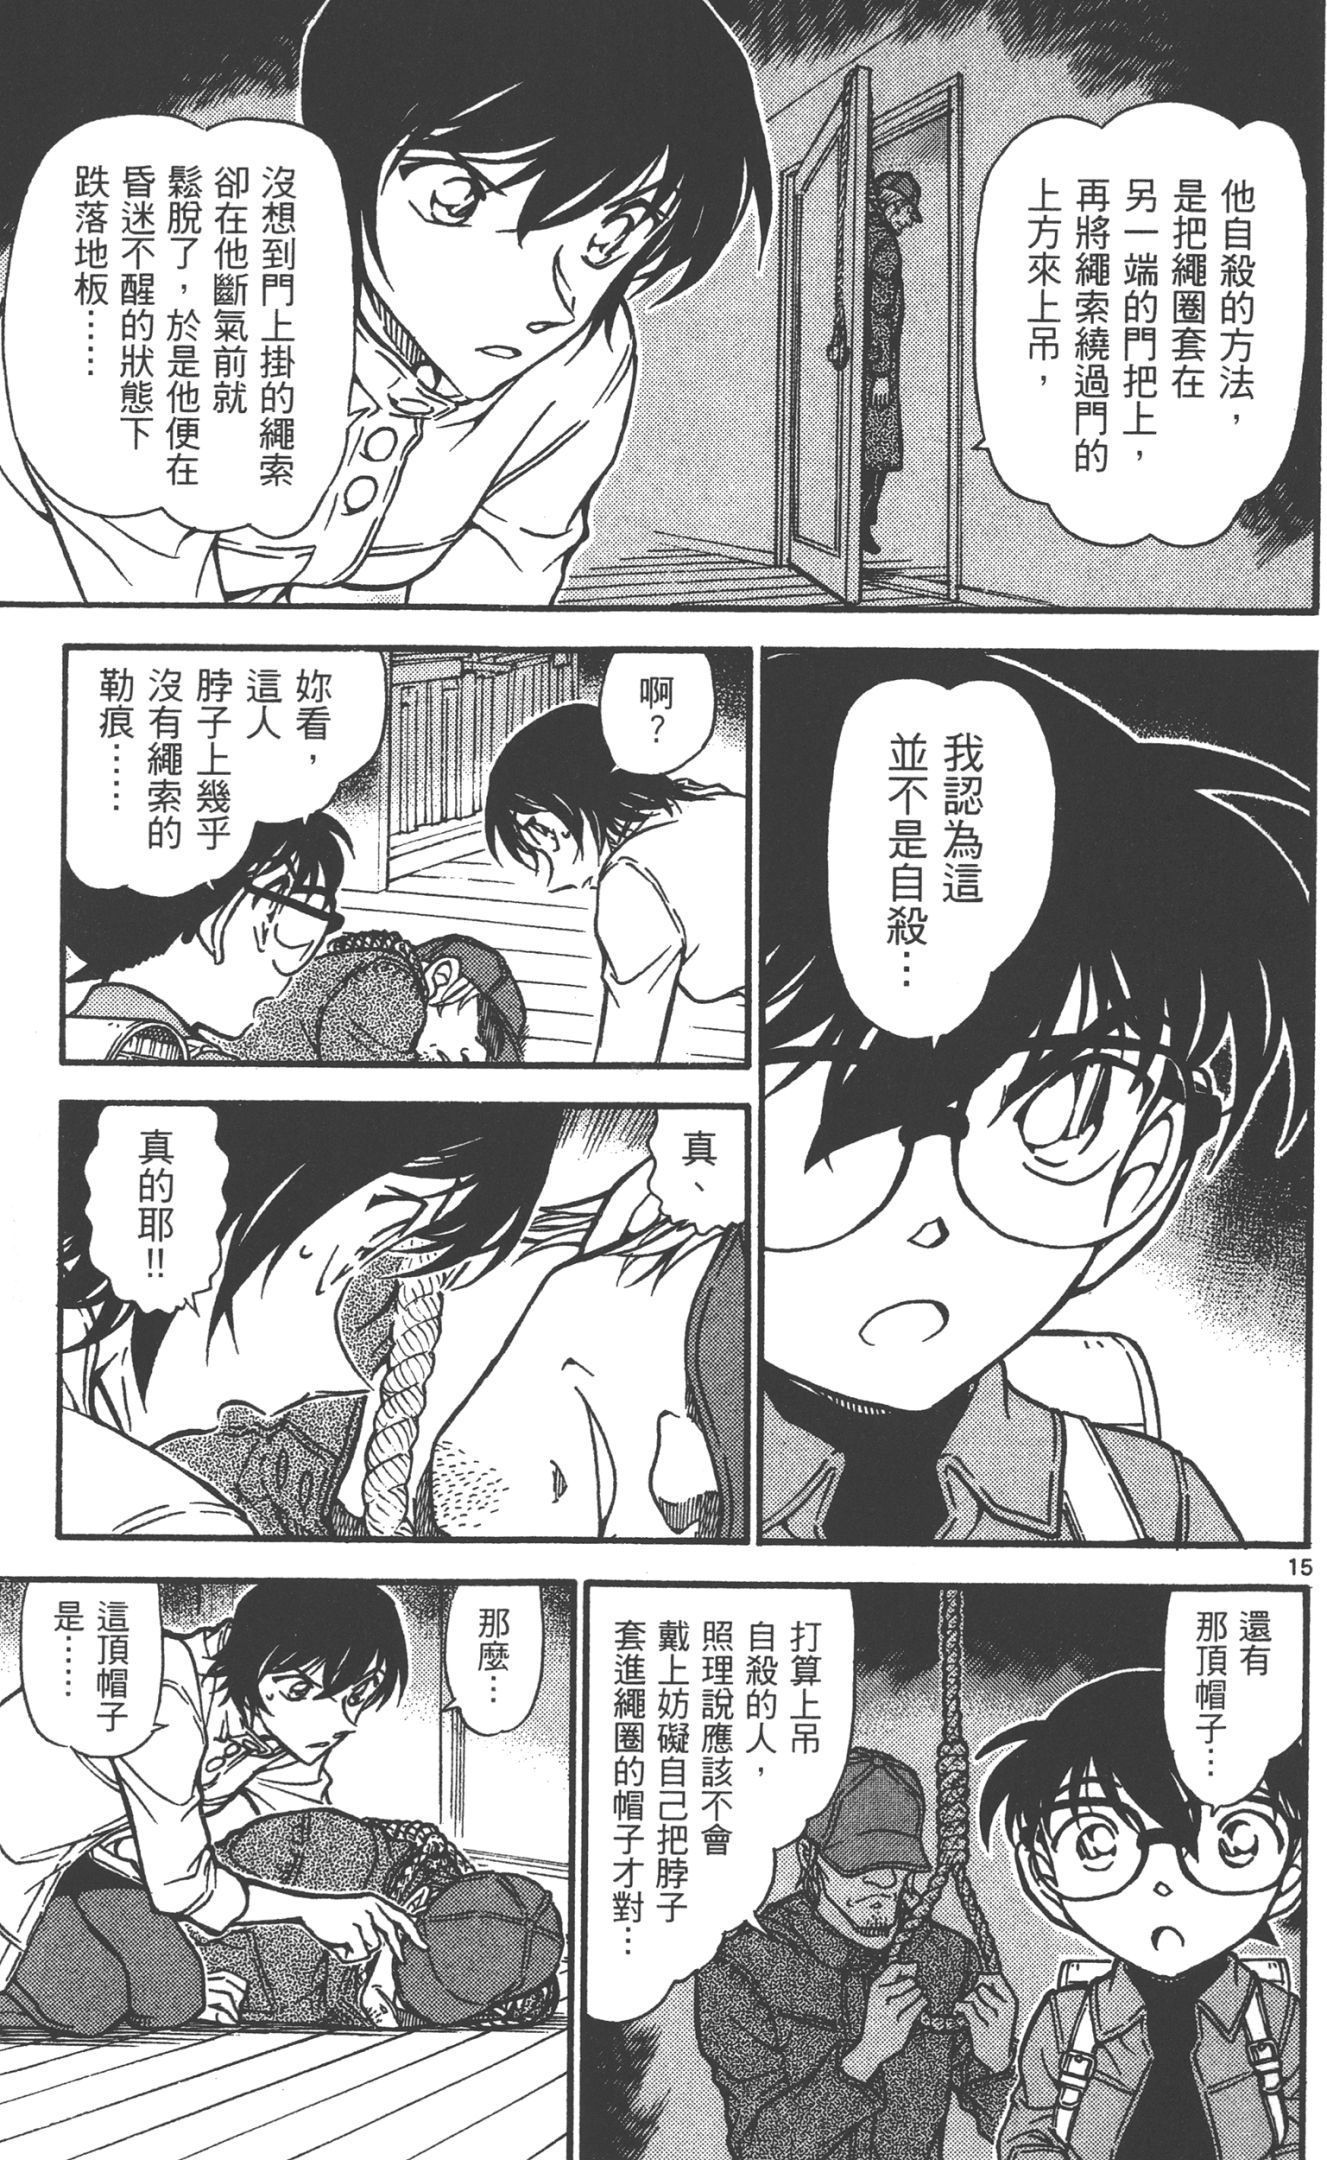 他自殺的方法，
是把繩圈套在
另一端的門把上，
再將繩索繞過門的
上方來上吊，
沒想到門上掛的繩索
卻在他斷氣前就
鬆脫了，於是他便在
昏迷不醒的狀態下
跌落地板……
我認為這
並不是自殺…
啊？
妳看，
這人
脖子上幾乎
沒有繩索的
勒痕……
真、
真的耶!!
15
還有
那頂帽子…
打算上吊
自殺的人，
照理說應該不會
戴上妨礙自己把脖子
套進繩圈的帽子才對…
那麼…
這頂帽子
是……